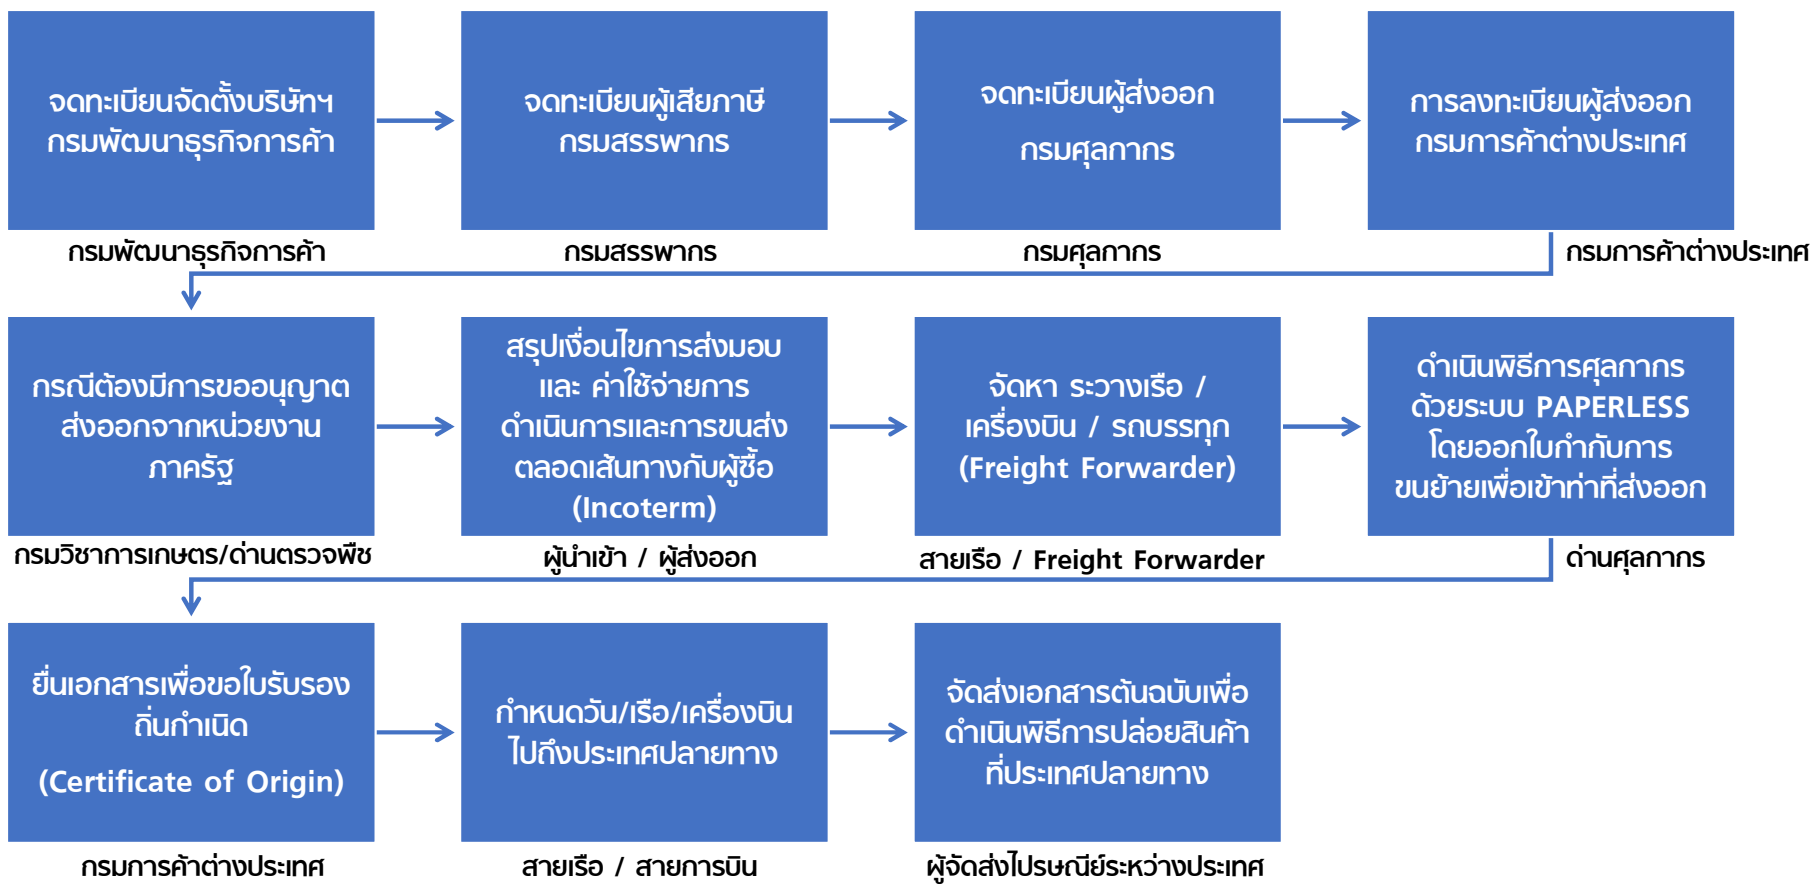 จดทะเบียนจัดตั้งบริษัทฯ
กรมพัฒนาธุรกิจการค้า
กรมพัฒนาธุรกิจการค้า
จดทะเบียนผู้เสียภาษี
กรมสรรพากร
กรมสรรพากร
จดทะเบียนผู้ส่งออก
กรมศุลกากร
กรมศุลกากร
การลงทะเบียนผู้ส่งออก
กรมการค้าต่างประเทศ
กรมการค้าต่างประเทศ
กรณีต้องมีการขออนุญาต
ส่งออกจากหน่วยงาน
ภาครัฐ
กรมวิชาการเกษตร/ด่านตรวจพืช
สรุปเงื่อนไขการส่งมอบ
และ ค่าใช้จ่ายการ
ดำเนินการและการขนส่ง
ตลอดเส้นทางกับผู้ซื้อ
(Incoterm)
ผู้นำเข้า / ผู้ส่งออก
จัดหา ระวางเรือ /
เครื่องบิน / รถบรรทุก
(Freight Forwarder)
สายเรือ / Freight Forwarder
ดำเนินพิธีการศุลกากร
ด้วยระบบ PAPERLESS
โดยออกใบกำกับการ
ขนย้ายเพื่อเข้าท่าที่ส่งออก
ด่านศุลกากร
ยื่นเอกสารเพื่อขอใบรับรอง
ถิ่นกำเนิด
(Certificate of Origin)
กรมการค้าต่างประเทศ
กำหนดวัน/เรือ/เครื่องบิน
ไปถึงประเทศปลายทาง
สายเรือ / สายการบิน
จัดส่งเอกสารต้นฉบับเพื่อ
ดำเนินพิธีการปล่อยสินค้า
ที่ประเทศปลายทาง
ผู้จัดส่งไปรษณีย์ระหว่างประเทศ